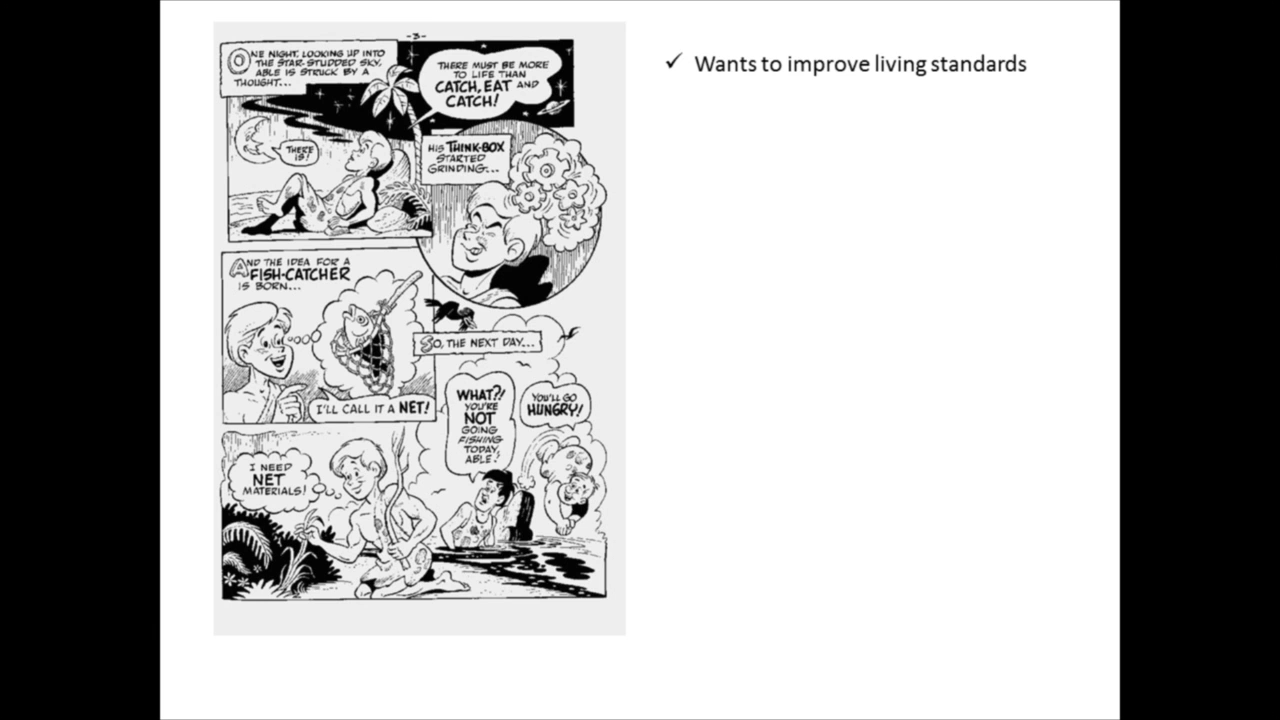 -3-
ONE NIGHT, LOOKING UP INTO
THE STAR-STUDDED SKY,
ABLE IS STRUCK BY A
THOUGHT...
THERE MUST BE MORE
TO LIFE THAN
CATCH, EAT AND
CATCH!
THERE
IS!
HIS THINK-BOX
STARTED
GRINDING...
AND THE IDEA FOR A
FISH-CATCHER
IS BORN...
I'LL CALL IT A NET!
SO, THE NEXT DAY...
WHAT?!
YOU'RE
NOT
GOING
FISHING
TODAY,
ABLE?
YOU'LL GO
HUNGRY!
I NEED
NET
MATERIALS!
✓ Wants to improve living standards